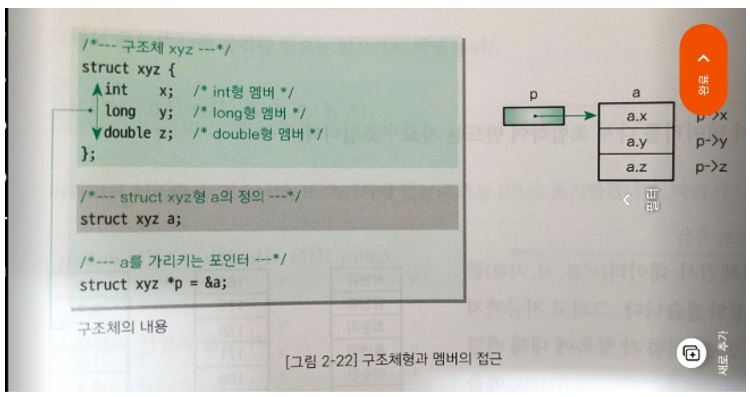 /*--- 구조체 xyz ---*/
struct xyz {
int x; /* int형 멤버 */
long y; /* long형 멤버 */
double z; /* double형 멤버 */
};
/*--- struct xyz형 a의 정의 ---*/
struct xyz a;
/*--- a를 가리키는 포인터 ---*/
struct xyz *p = &a;
구조체의 내용
p
a
a.x p->x
a.y p->y
a.z p->z
[그림 2-22] 구조체형과 멤버의 접근
완료
필터
새로 추가